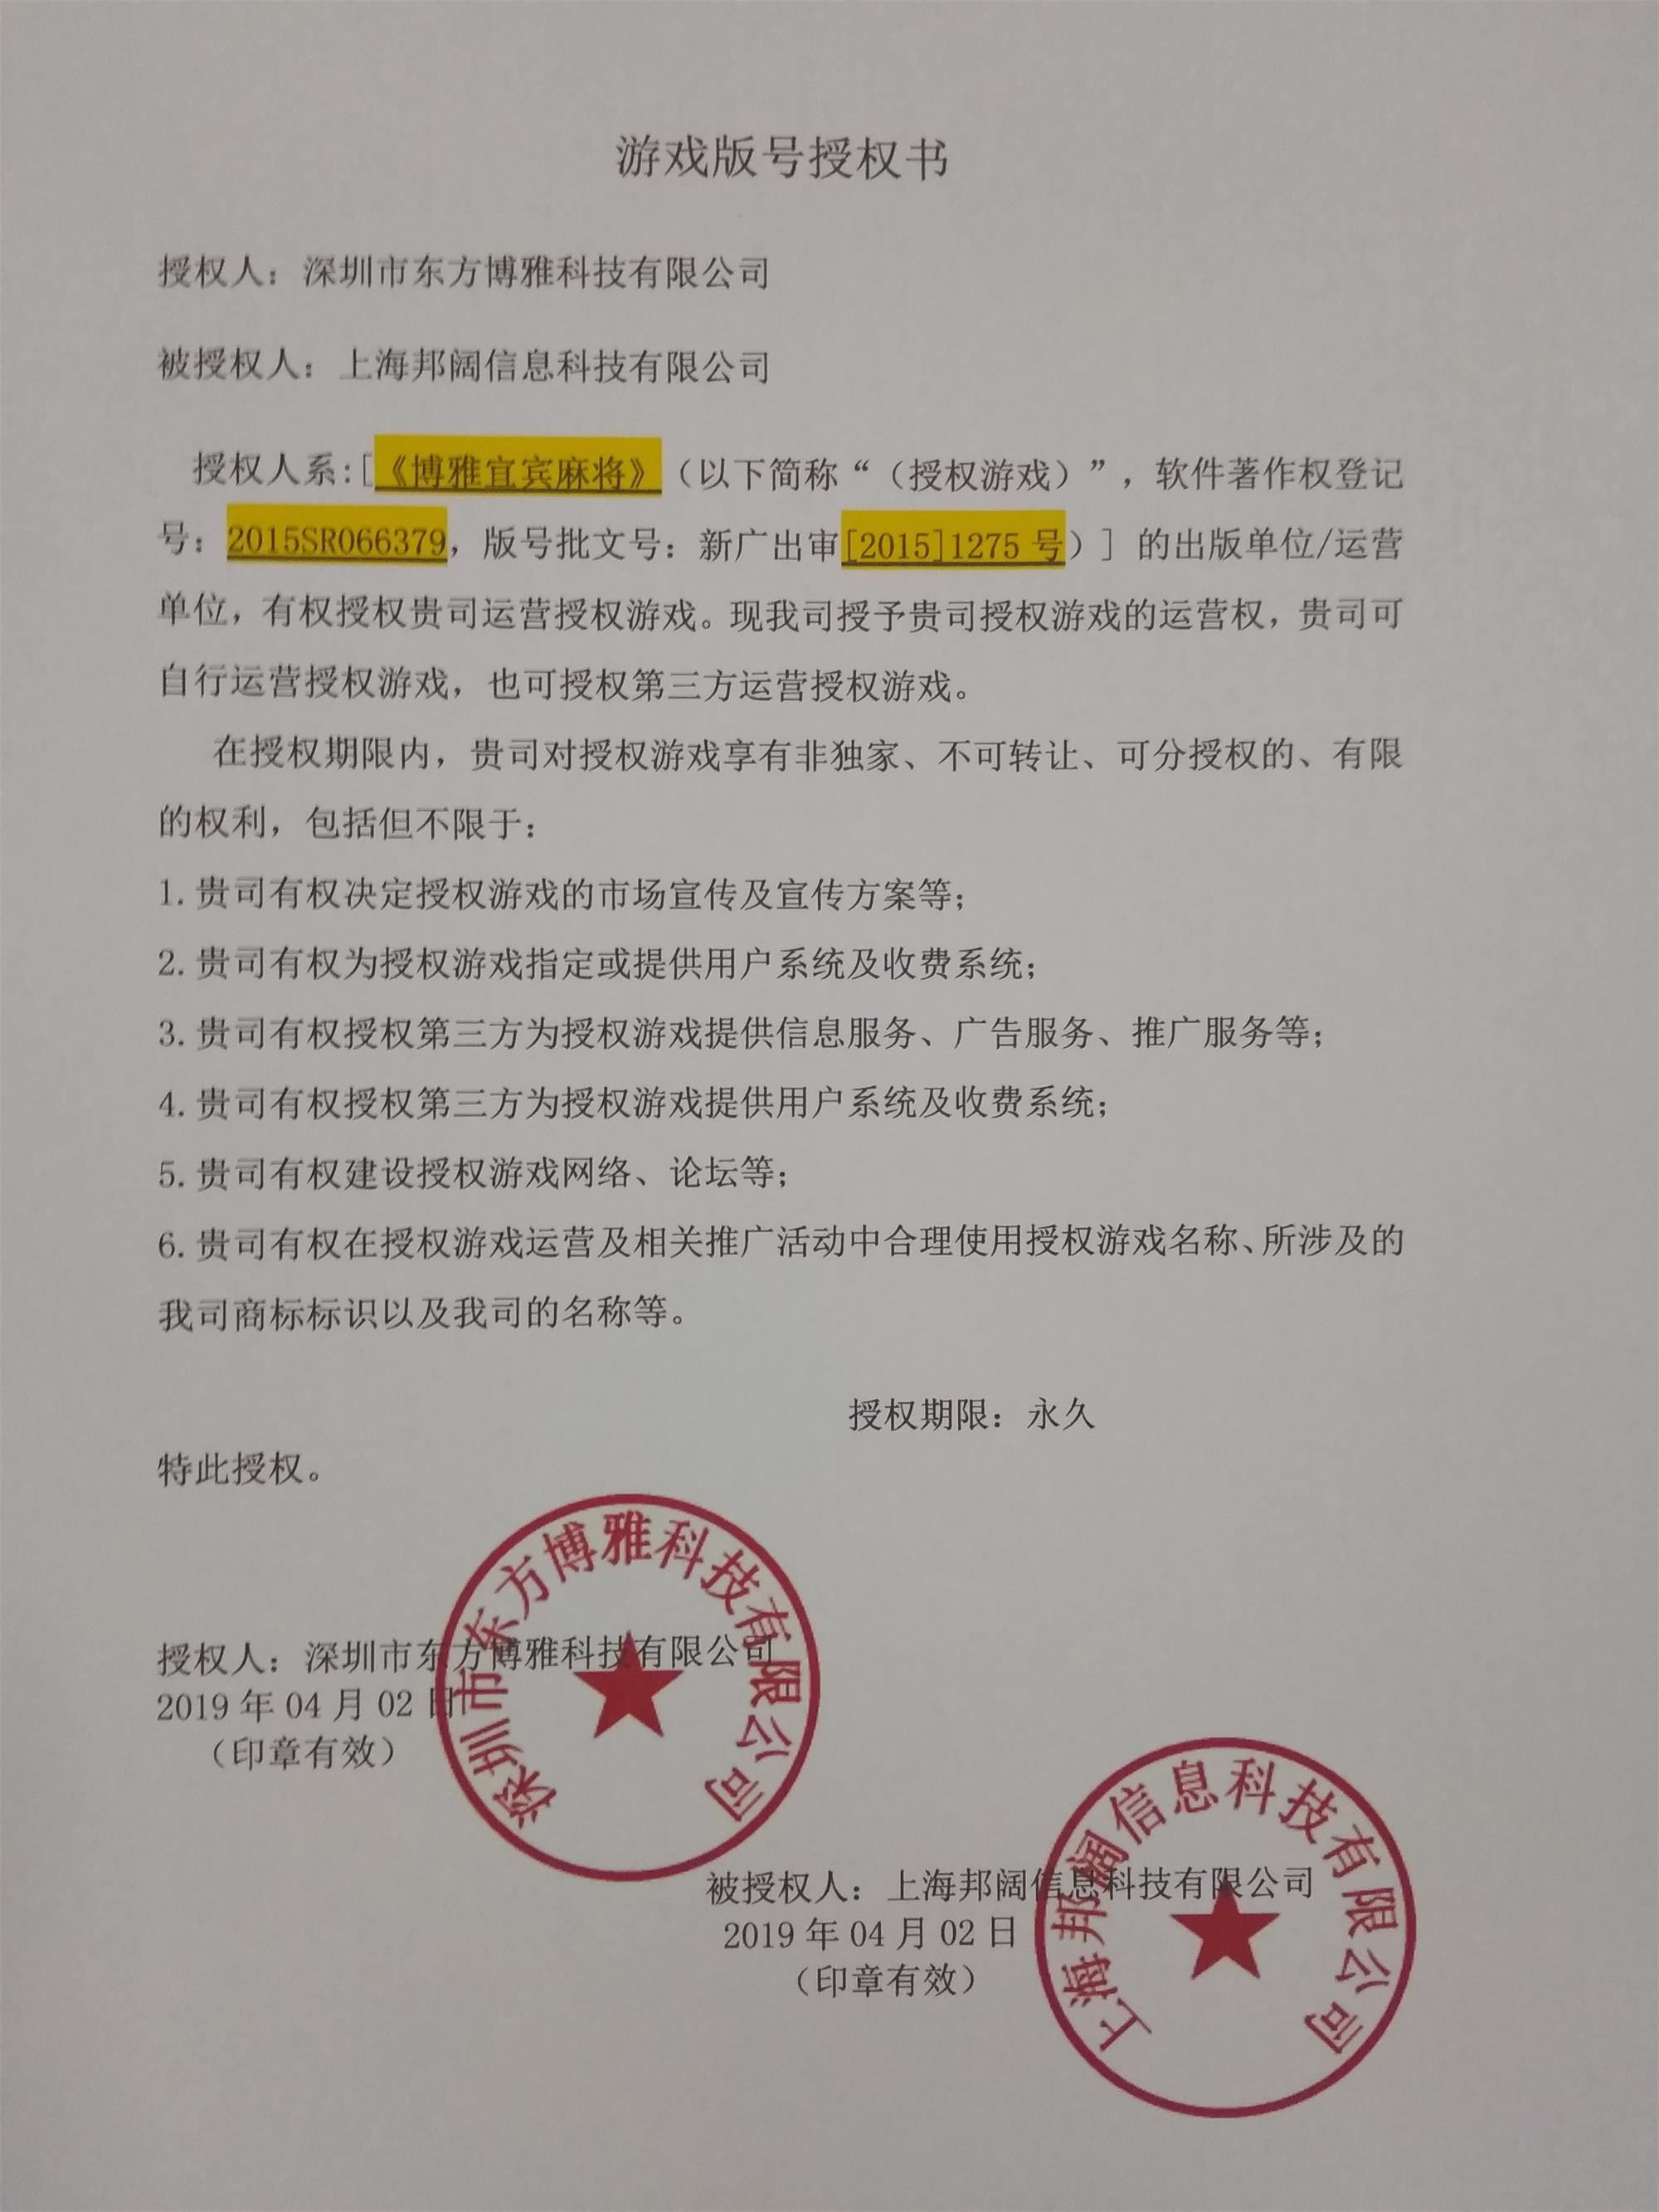 游戏版号授权书
授权人：深圳市东方博雅科技有限公司
被授权人：上海邦阔信息科技有限公司
授权人系:[《博雅宜宾麻将》（以下简称“（授权游戏）”，软件著作权登记
号：2015SR066379，版号批文号：新广出审[2015]1275 号）] 的出版单位/运营
单位，有权授权贵司运营授权游戏。现我司授予贵司授权游戏的运营权，贵司可
自行运营授权游戏，也可授权第三方运营授权游戏。
在授权期限内，贵司对授权游戏享有非独家、不可转让、可分授权的、有限
的权利，包括但不限于：
1. 贵司有权决定授权游戏的市场宣传及宣传方案等；
2. 贵司有权为授权游戏指定或提供用户系统及收费系统；
3. 贵司有权授权第三方为授权游戏提供信息服务、广告服务、推广服务等；
4. 贵司有权授权第三方为授权游戏提供用户系统及收费系统；
5. 贵司有权建设授权游戏网络、论坛等；
6. 贵司有权在授权游戏运营及相关推广活动中合理使用授权游戏名称、所涉及的
我司商标标识以及我司的名称等。
授权期限：永久
特此授权。
深圳市东方博雅科技有限公司
授权人：深圳市东方博雅科技有限公司
2019 年 04 月 02 日
（印章有效）
上海邦阔信息科技有限公司
被授权人：上海邦阔信息科技有限公司
2019 年 04 月 02 日
（印章有效）